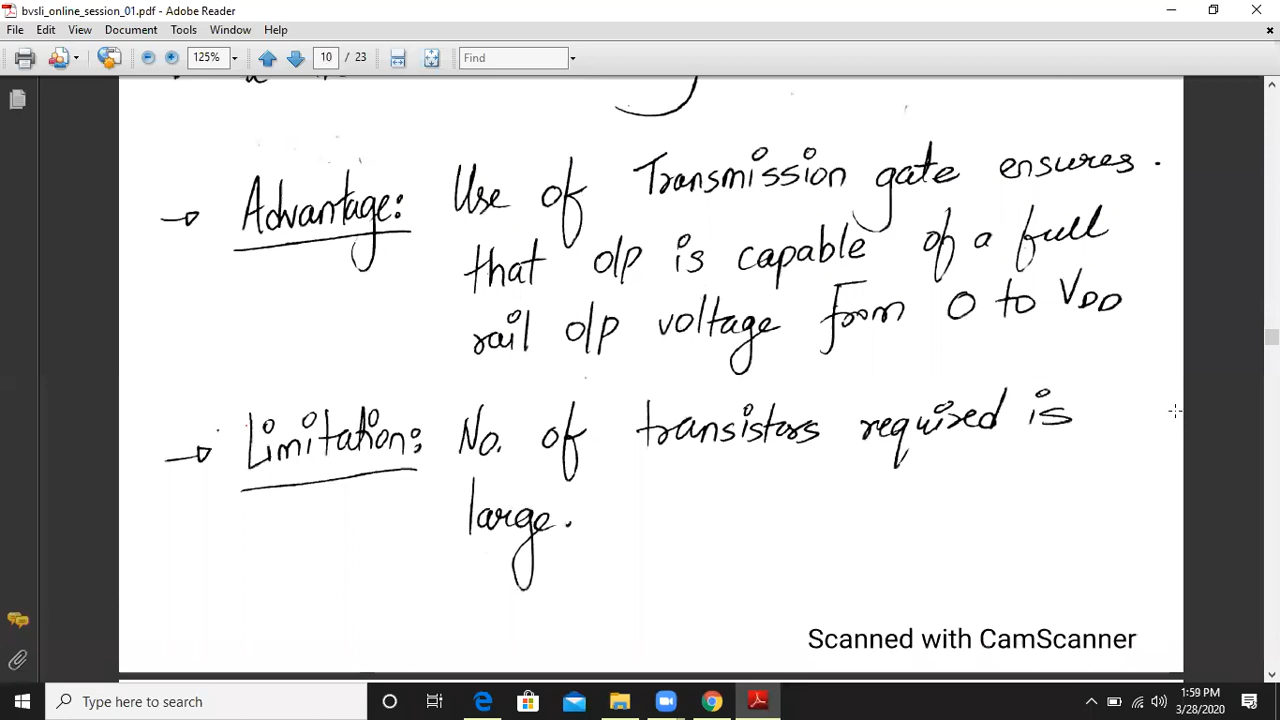 bvsli_online_session_01.pdf - Adobe Reader
File Edit View Document Tools Window Help
125% 10 / 23 Find
→ Advantage: Use of Transmission gate ensures.
that o/p is capable of a full
rail o/p voltage from 0 to VDD
→ Limitation: No. of transistors required is
large.
Scanned with CamScanner
Type here to search
1:59 PM
3/28/2020